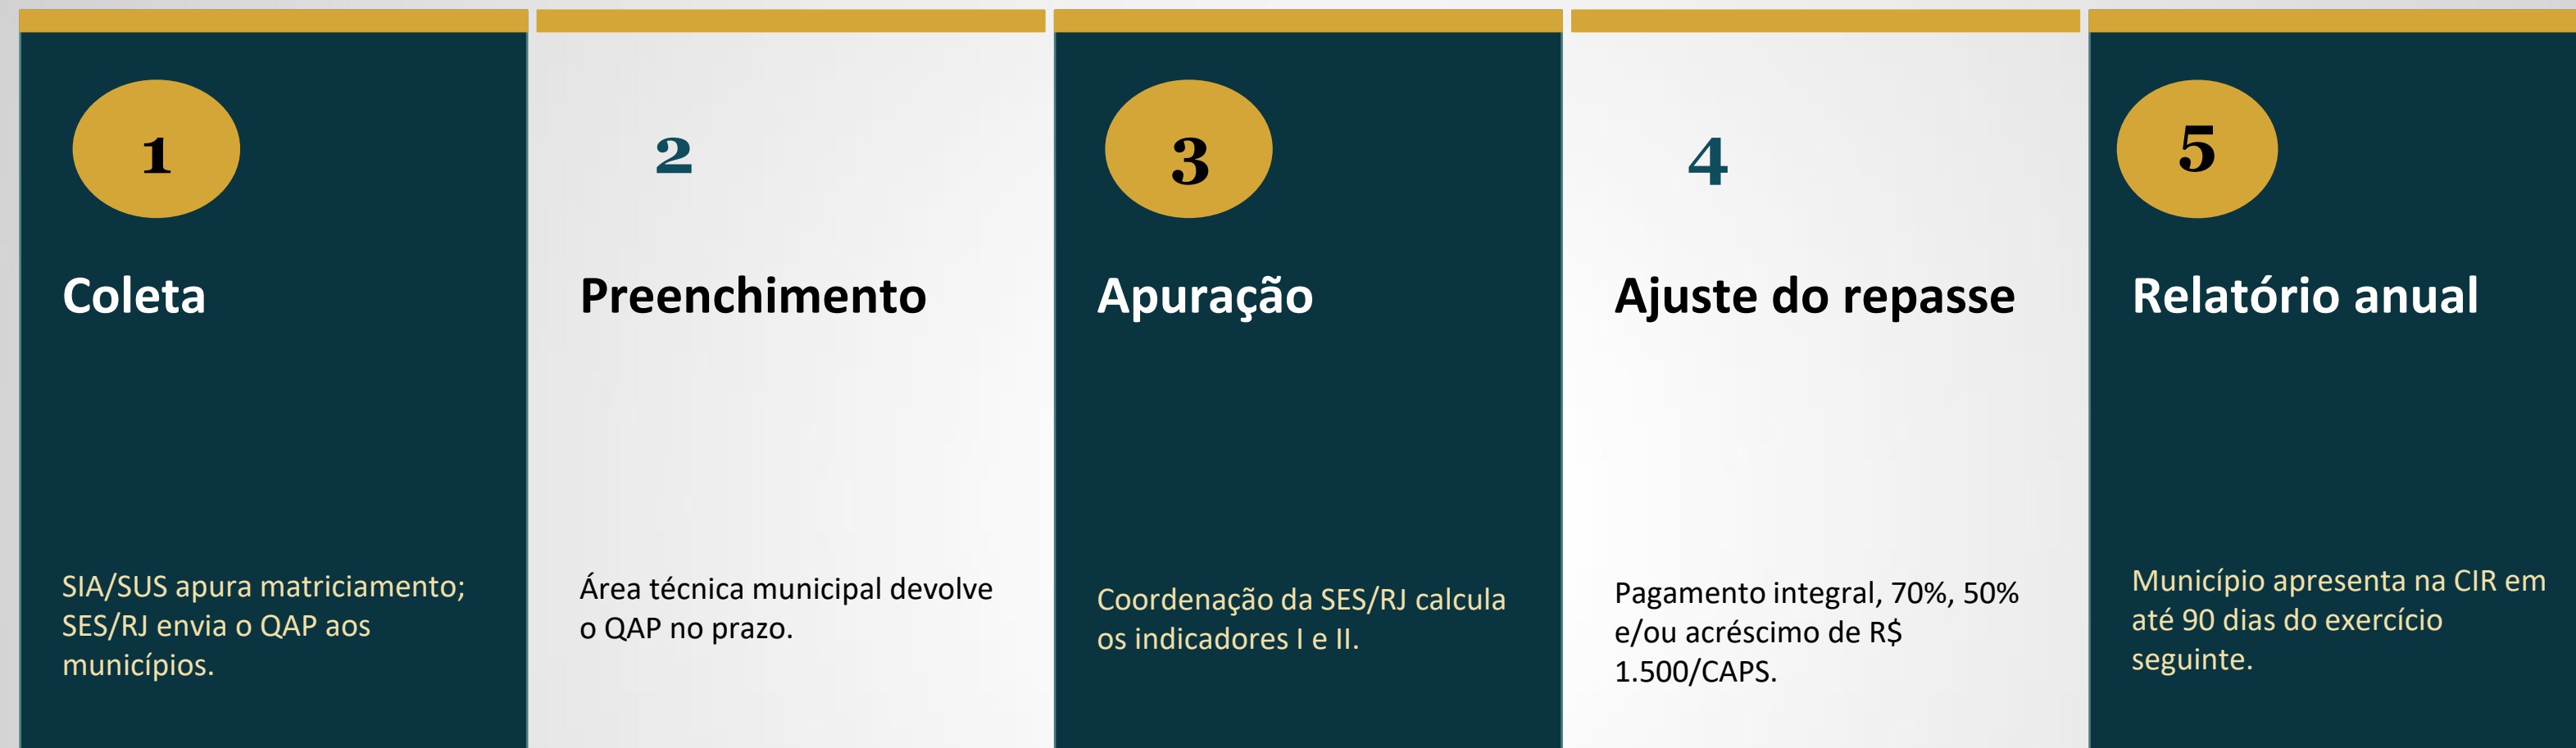 1
Coleta
SIA/SUS apura matriciamento;
SES/RJ envia o QAP aos
municípios.
2
Preenchimento
Área técnica municipal devolve
o QAP no prazo.
3
Apuração
Coordenação da SES/RJ calcula
os indicadores I e II.
4
Ajuste do repasse
Pagamento integral, 70%, 50%
e/ou acréscimo de R$
1.500/CAPS.
5
Relatório anual
Município apresenta na CIR em
até 90 dias do exercício
seguinte.